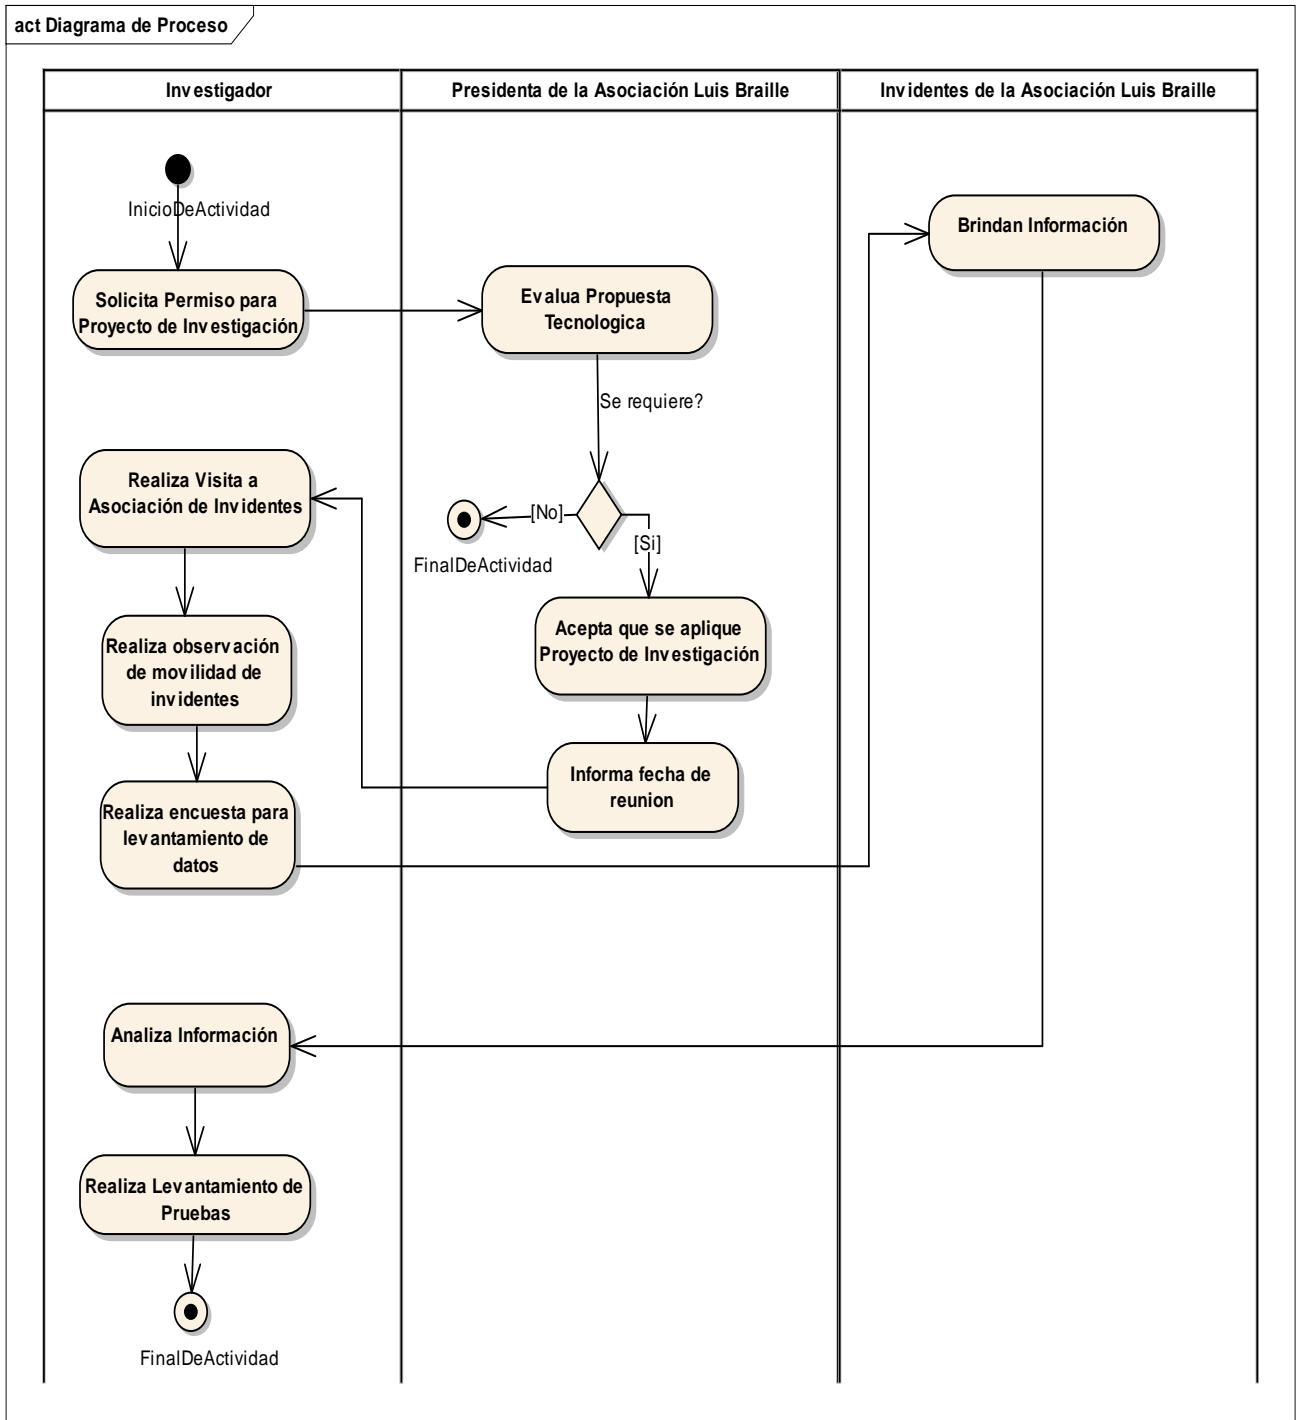 act Diagrama de Proceso
Investigador
Presidenta de la Asociación Luis Braille
Invidentes de la Asociación Luis Braille
InicioDeActividad
Solicita Permiso para
Proyecto de Investigación
Evalua Propuesta
Tecnologica
Brindan Información
Se requiere?
Realiza Visita a
Asociación de Invidentes
[No]
[Si]
FinalDeActividad
Acepta que se aplique
Proyecto de Investigación
Realiza observación
de movilidad de
invidentes
Informa fecha de
reunion
Realiza encuesta para
levantamiento de
datos
Analiza Información
Realiza Levantamiento de
Pruebas
FinalDeActividad